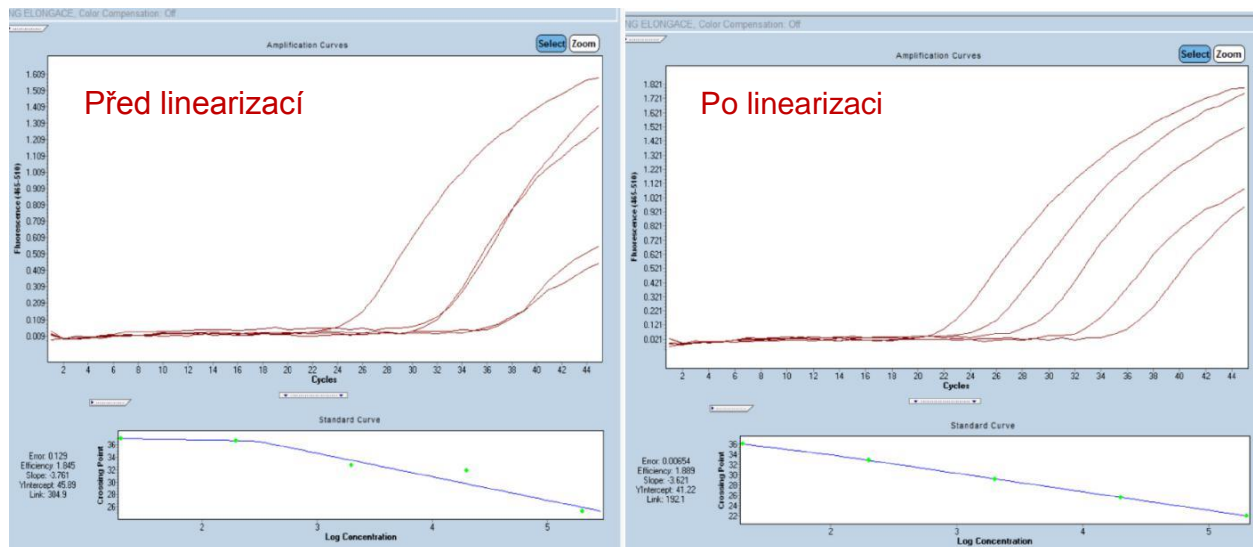 NG ELONGACE, Color Compensation: Off
Amplification Curves
Select Zoom
Před linearizací
Fluorescence (465-510)
1.609
1.509
1.409
1.309
1.209
1.109
1.009
0.909
0.809
0.709
0.609
0.509
0.409
0.309
0.209
0.109
0.009
2 4 6 8 10 12 14 16 18 20 22 24 26 28 30 32 34 36 38 40 42 44
Cycles
Standard Curve
Error: 0.129
Efficiency: 1.845
Slope: -3.761
YIntercept: 45.89
Link: 304.9
Crossing Point
36
34
32
30
28
26
2 3 4 5
Log Concentration
NG ELONGACE, Color Compensation: Off
Amplification Curves
Select Zoom
Po linearizaci
Fluorescence (465-510)
1.821
1.721
1.621
1.521
1.421
1.321
1.221
1.121
1.021
0.921
0.821
0.721
0.621
0.521
0.421
0.321
0.221
0.121
0.021
2 4 6 8 10 12 14 16 18 20 22 24 26 28 30 32 34 36 38 40 42 44
Cycles
Standard Curve
Error: 0.00654
Efficiency: 1.889
Slope: -3.621
YIntercept: 41.22
Link: 192.1
Crossing Point
36
34
32
30
28
26
24
22
2 3 4 5
Log Concentration